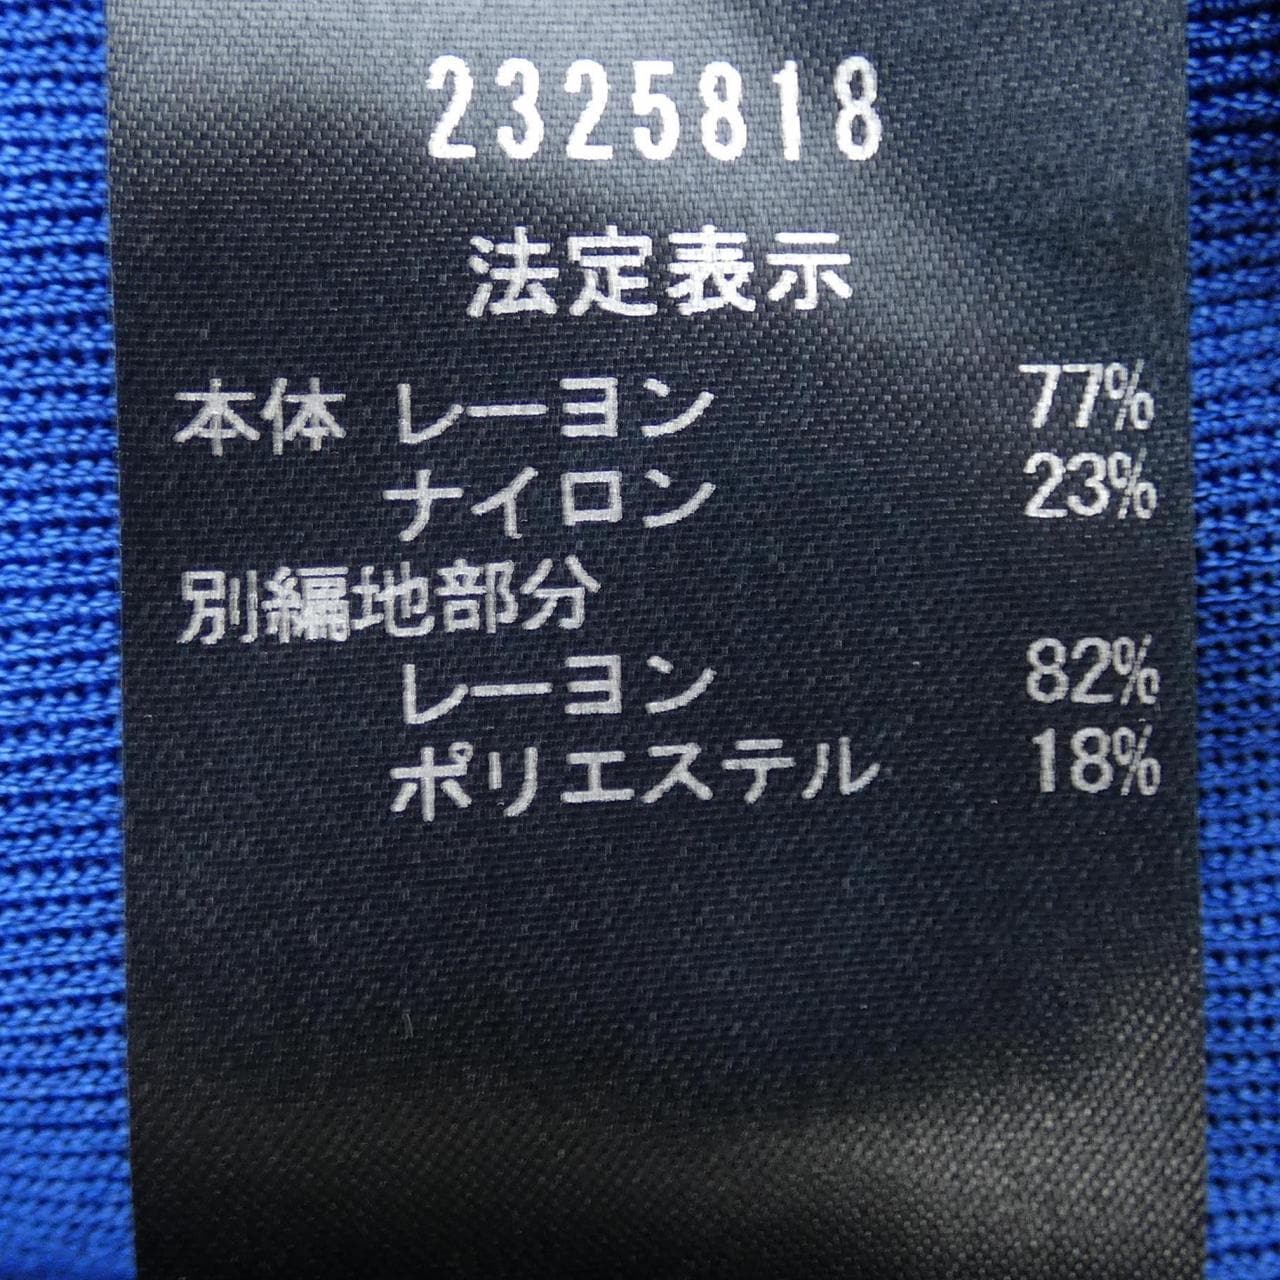 2325818
法定表示
本体 レーヨン 77%
ナイロン 23%
別編地部分
レーヨン 82%
ポリエステル 18%